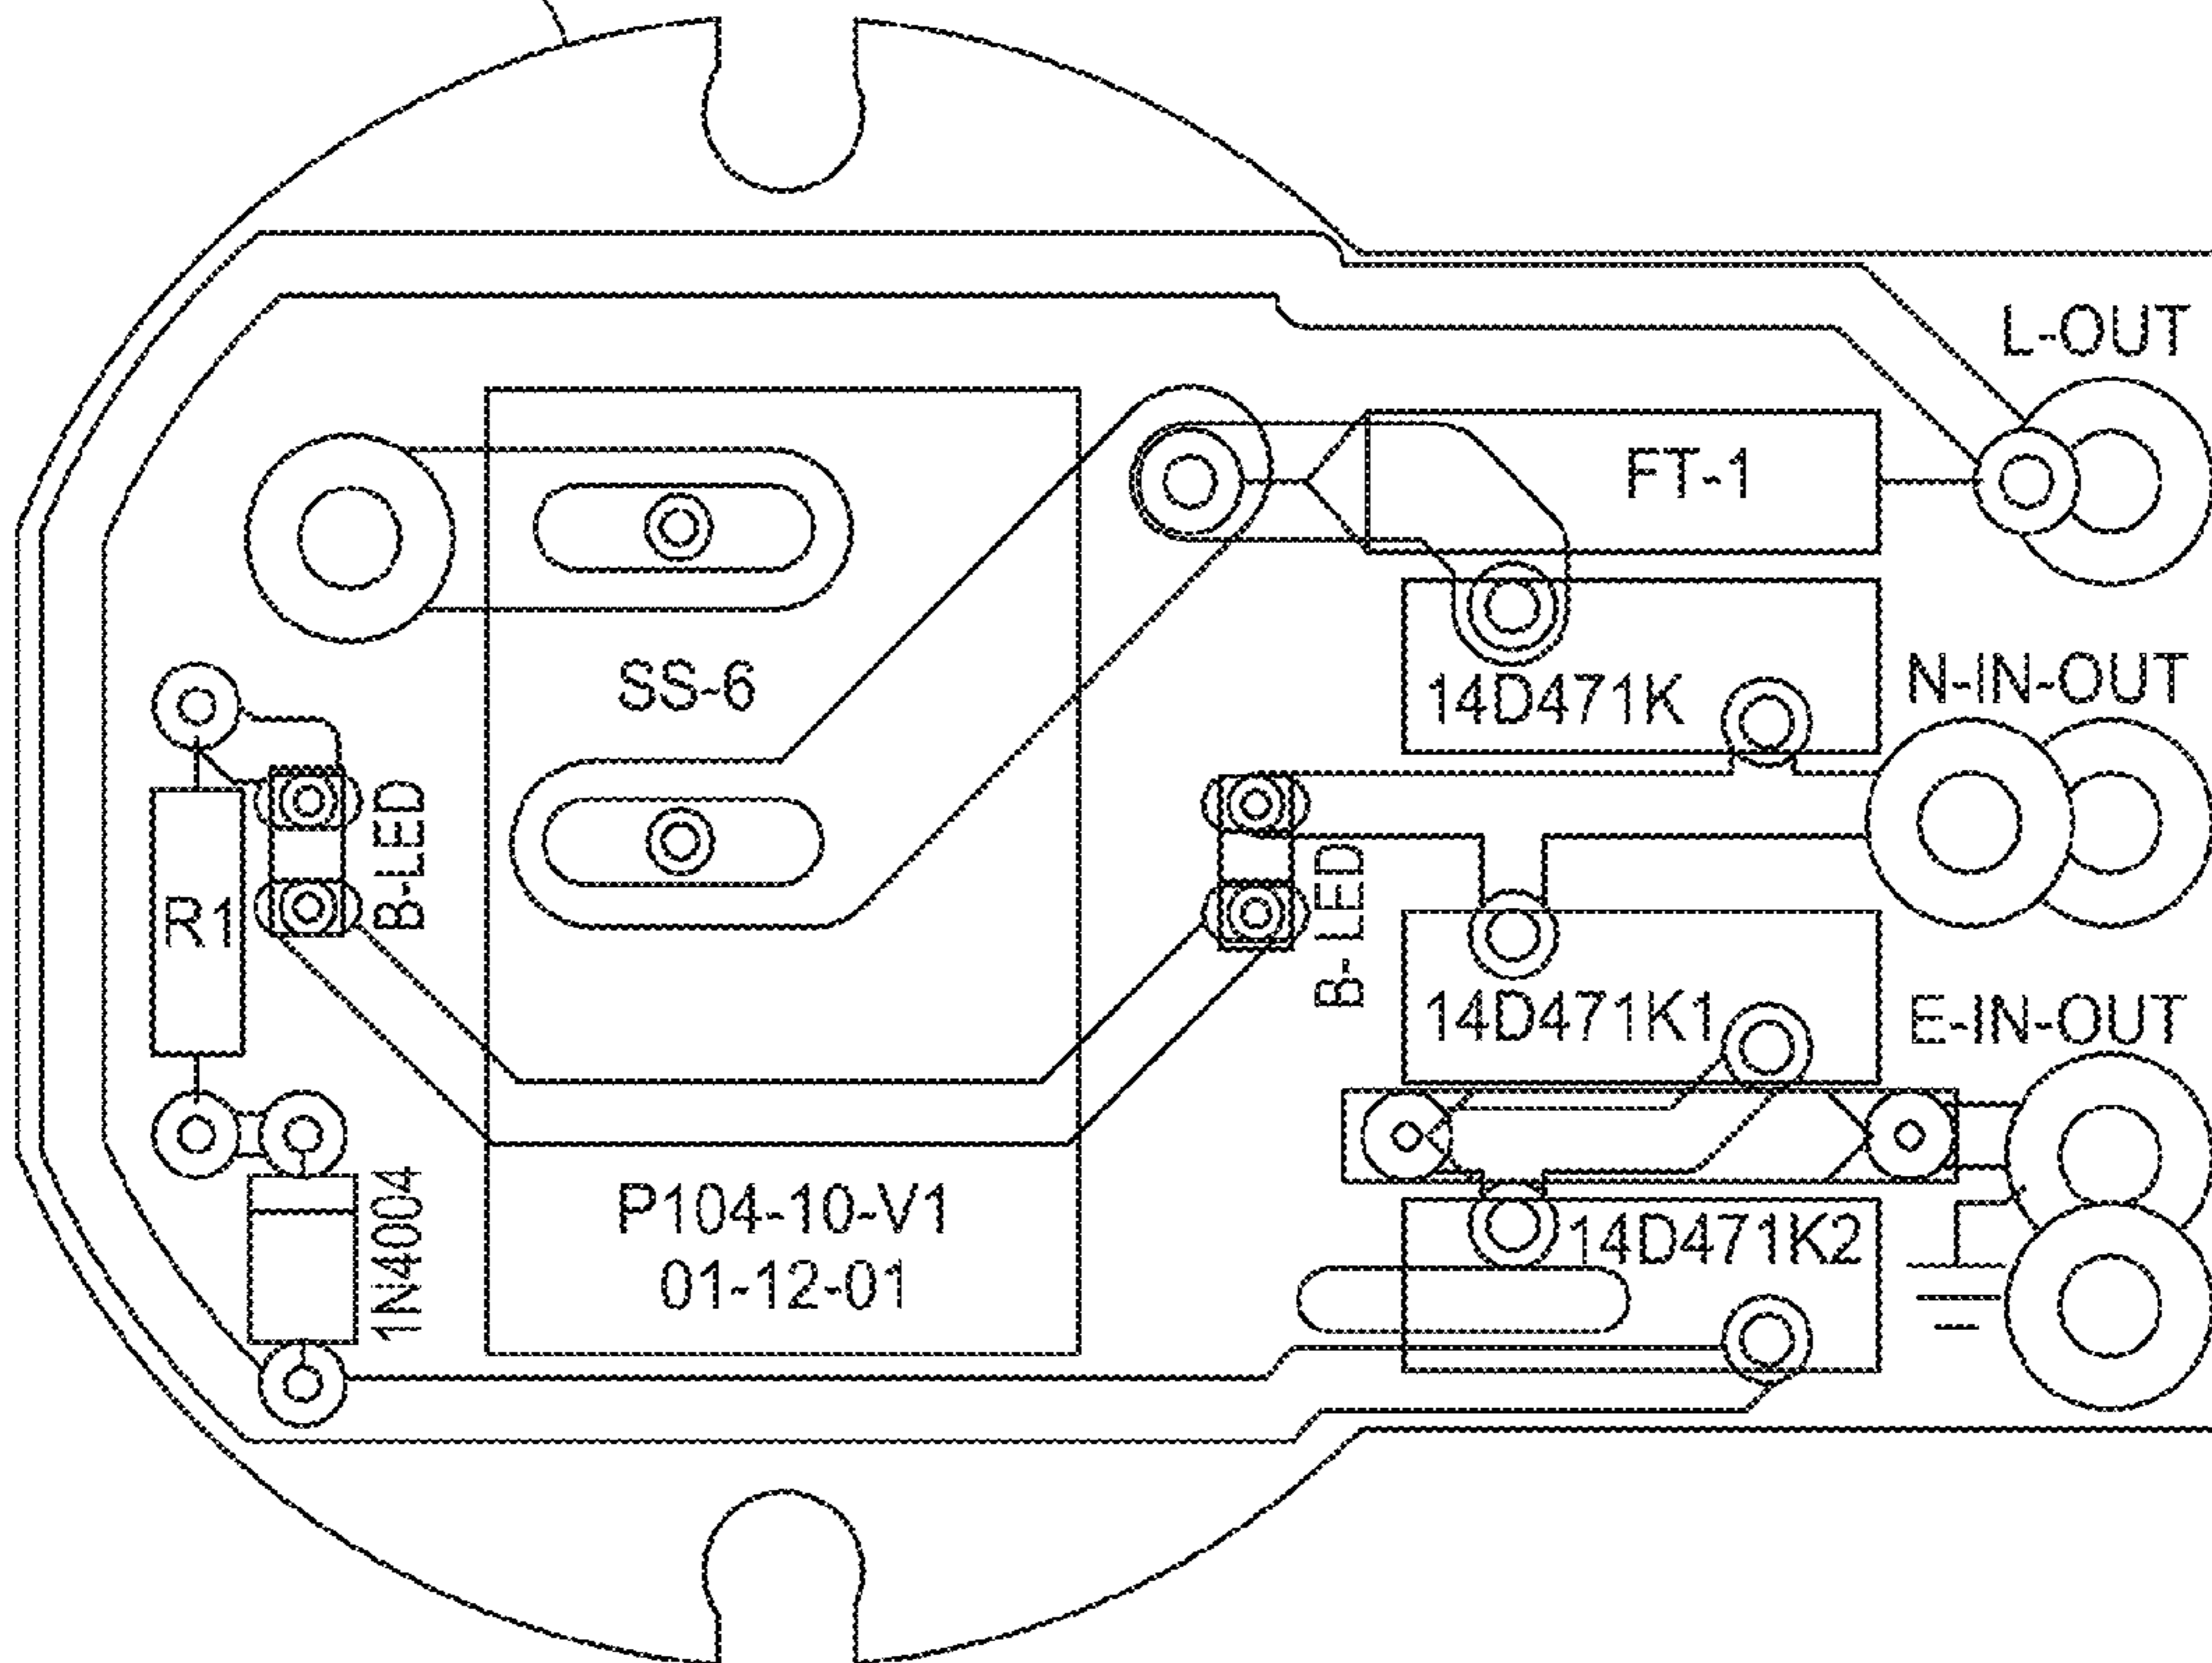 L-OUT
FT-1
SS-6
14D471K
N-IN-OUT
B-LED
R1
B-LED
14D471K1
E-IN-OUT
1N4004
P104-10-V1
01-12-01
14D471K2